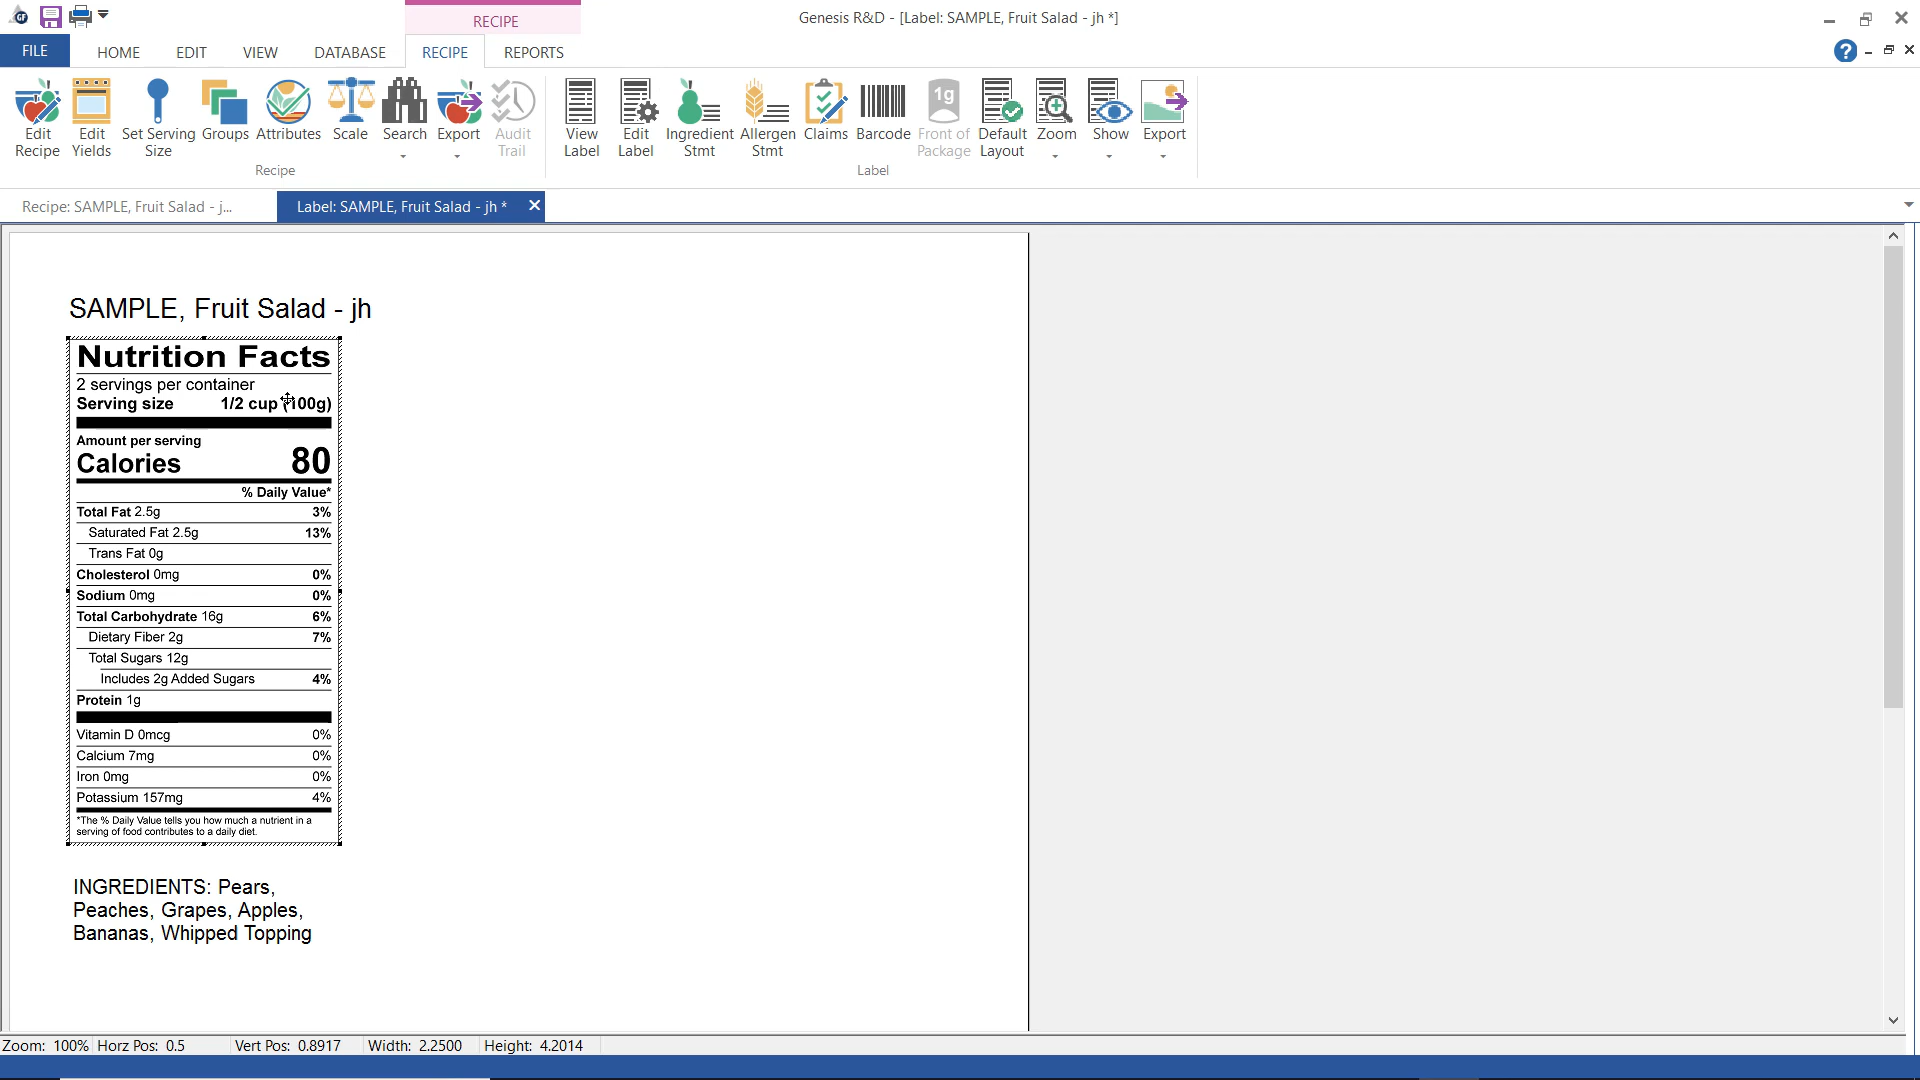 RECIPE
Genesis R&D - [Label: SAMPLE, Fruit Salad - jh *]
FILE HOME EDIT VIEW DATABASE RECIPE REPORTS
Edit Recipe
Edit Yields
Set Serving Size
Groups
Attributes
Scale
Search
Export
Audit Trail
View Label
Edit Label
Ingredient Stmt
Allergen Stmt
Claims
Barcode
1g
Front of Package
Default Layout
Zoom
Show
Export
Recipe
Label
Recipe: SAMPLE, Fruit Salad - j...
Label: SAMPLE, Fruit Salad - jh *
SAMPLE, Fruit Salad - jh
Nutrition Facts
2 servings per container
Serving size 1/2 cup (100g)
Amount per serving
Calories 80
% Daily Value*
Total Fat 2.5g 3%
Saturated Fat 2.5g 13%
Trans Fat 0g
Cholesterol 0mg 0%
Sodium 0mg 0%
Total Carbohydrate 16g 6%
Dietary Fiber 2g 7%
Total Sugars 12g
Includes 2g Added Sugars 4%
Protein 1g
Vitamin D 0mcg 0%
Calcium 7mg 0%
Iron 0mg 0%
Potassium 157mg 4%
*The % Daily Value tells you how much a nutrient in a
serving of food contributes to a daily diet.
INGREDIENTS: Pears,
Peaches, Grapes, Apples,
Bananas, Whipped Topping
Zoom: 100% Horz Pos: 0.5 Vert Pos: 0.8917 Width: 2.2500 Height: 4.2014